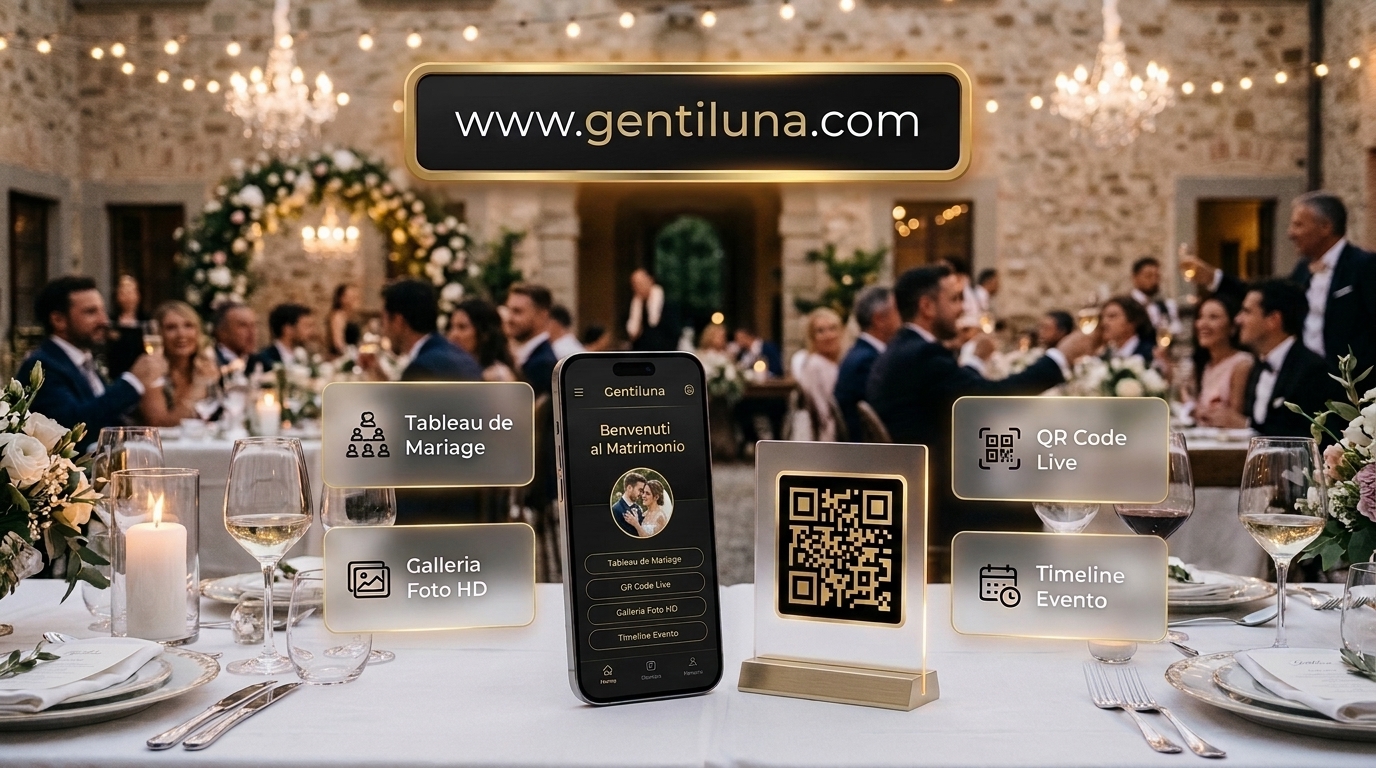 www.gentiluna.com
Tableau de
Mariage
Galleria
Foto HD
Gentiluna
Benvenuti
al Matrimonio
Tableau de Mariage
QR Code Live
Galleria Foto HD
Timeline Evento
Home
QR Code
Live
Timeline
Evento